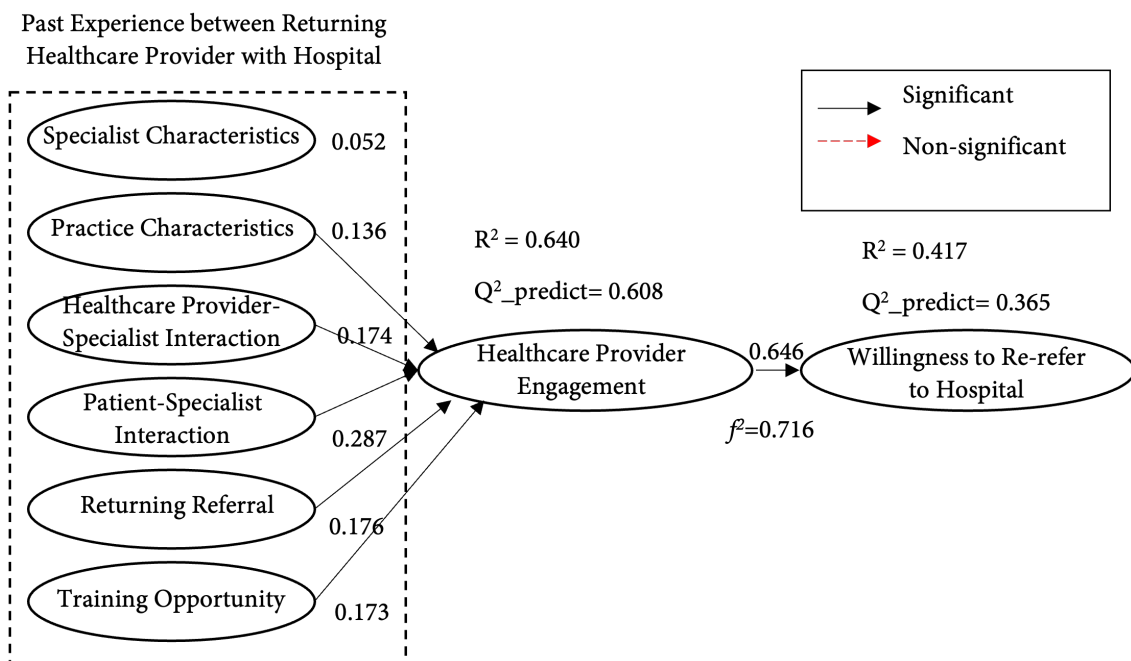 Past Experience between Returning
Healthcare Provider with Hospital
Specialist Characteristics
0.052
Practice Characteristics
0.136
Healthcare Provider-
Specialist Interaction
0.174
Patient-Specialist
Interaction
0.287
Returning Referral
0.176
Training Opportunity
0.173
R² = 0.640
Q²_predict= 0.608
Healthcare Provider
Engagement
0.646
f²=0.716
Significant
Non-significant
R² = 0.417
Q²_predict= 0.365
Willingness to Re-refer
to Hospital